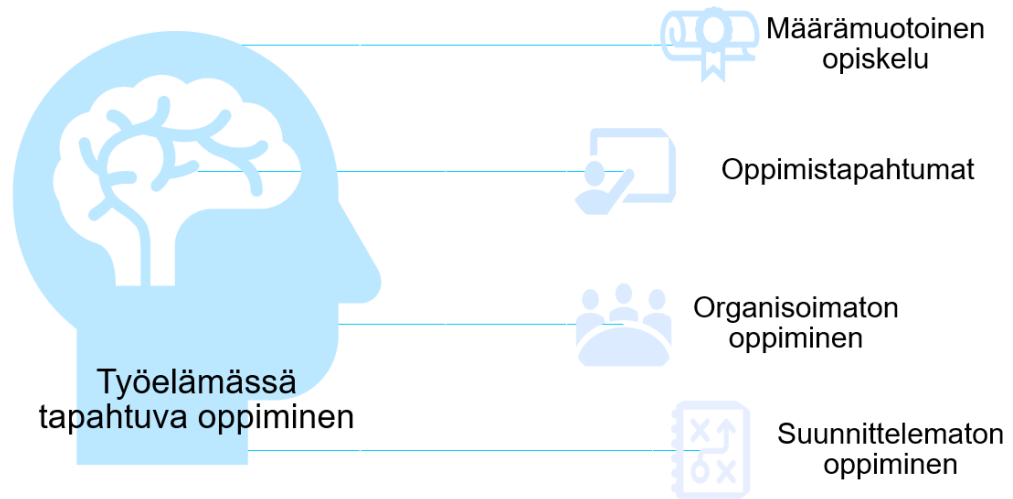 Määrämuotoinen
opiskelu
Oppimistapahtumat
Organisoimaton
oppiminen
Työelämässä
tapahtuva oppiminen
Suunnittelematon
oppiminen